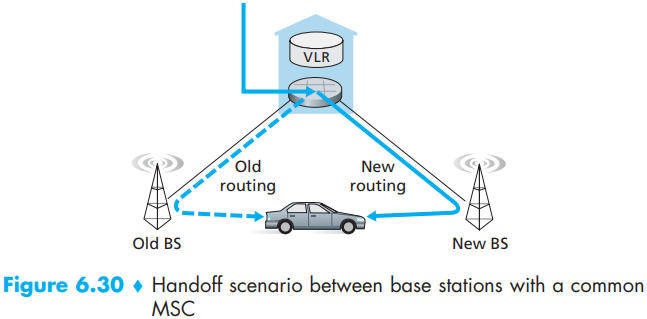 VLR
Old
routing
New
routing
Old BS
New BS
Figure 6.30 ♦ Handoff scenario between base stations with a common
MSC